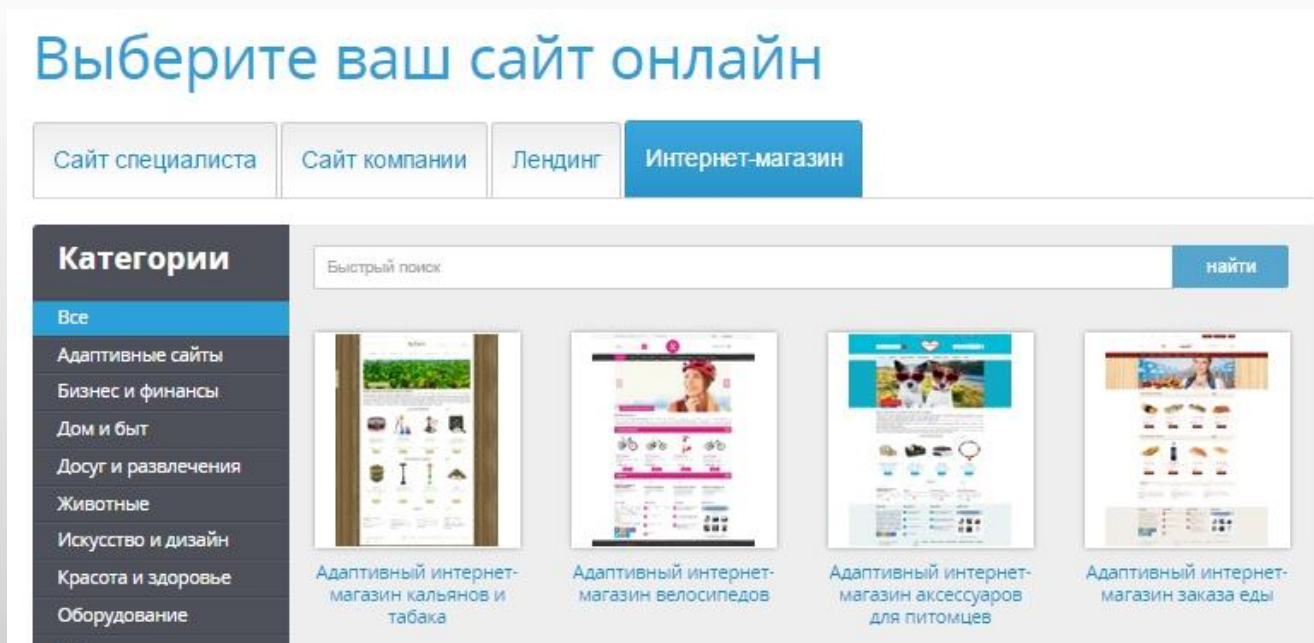 Выберите ваш сайт онлайн
Сайт специалиста
Сайт компании
Лендинг
Интернет-магазин
Категории
Быстрый поиск
найти
Все
Адаптивные сайты
Бизнес и финансы
Дом и быт
Досуг и развлечения
Животные
Искусство и дизайн
Красота и здоровье
Оборудование
Адаптивный интернет-
магазин кальянов и
табака
Адаптивный интернет-
магазин велосипедов
Адаптивный интернет-
магазин аксессуаров
для питомцев
Адаптивный интернет-
магазин заказа еды